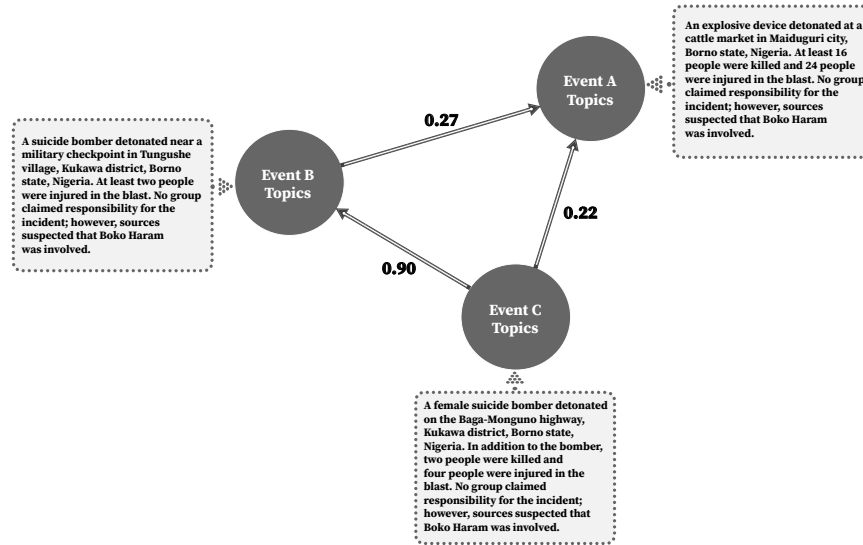 An explosive device detonated at a
cattle market in Maiduguri city,
Borno state, Nigeria. At least 16
people were killed and 24 people
were injured in the blast. No group
claimed responsibility for the
incident; however, sources
suspected that Boko Haram
was involved.
Event A
Topics
0.27
A suicide bomber detonated near a
military checkpoint in Tungushe
village, Kukawa district, Borno
state, Nigeria. At least two people
were injured in the blast. No group
claimed responsibility for the
incident; however, sources
suspected that Boko Haram
was involved.
Event B
Topics
0.22
0.90
Event C
Topics
A female suicide bomber detonated
on the Baga-Monguno highway,
Kukawa district, Borno state,
Nigeria. In addition to the bomber,
two people were killed and
four people were injured in the
blast. No group claimed
responsibility for the incident;
however, sources suspected that
Boko Haram was involved.